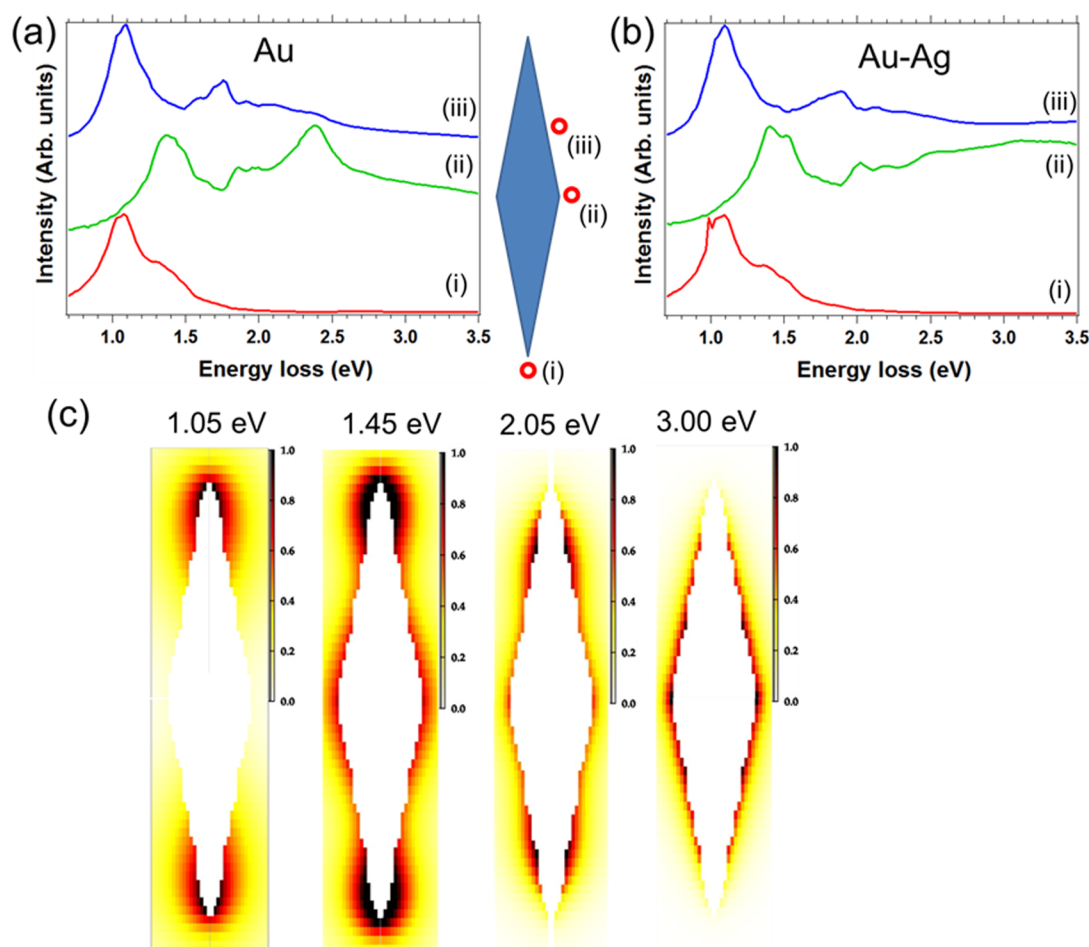 (a)
Au
(iii)
(ii)
(i)
Intensity (Arb. units)
1.0 1.5 2.0 2.5 3.0 3.5
Energy loss (eV)
(iii)
(ii)
(i)
(b)
Au-Ag
(iii)
(ii)
(i)
Intensity (Arb. units)
1.0 1.5 2.0 2.5 3.0 3.5
Energy loss (eV)
(c)
1.05 eV
1.0
0.8
0.6
0.4
0.2
0.0
1.45 eV
1.0
0.8
0.6
0.4
0.2
0.0
2.05 eV
1.0
0.8
0.6
0.4
0.2
0.0
3.00 eV
1.0
0.8
0.6
0.4
0.2
0.0